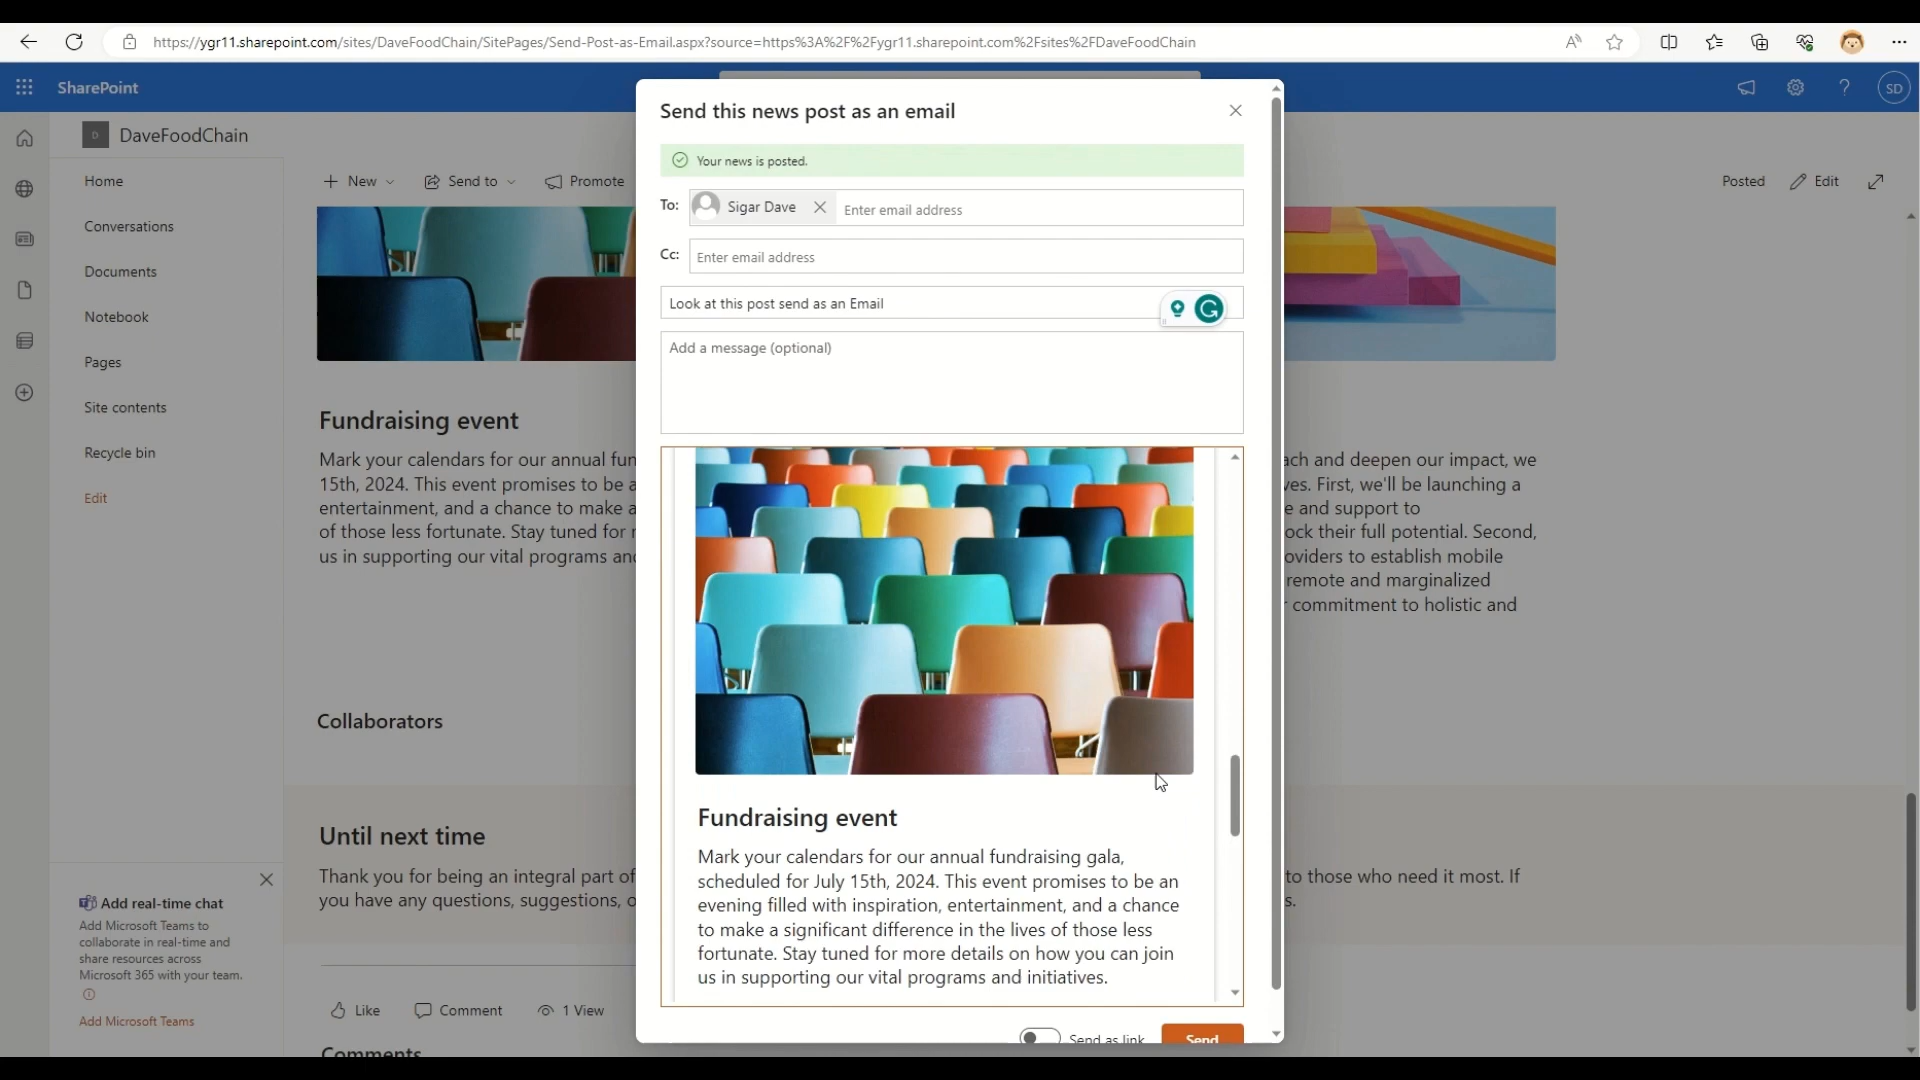 https://ygr11.sharepoint.com/sites/DaveFoodChain/SitePages/Send-Post-as-Email.aspx?source=https%3A%2F%2Fygr11.sharepoint.com%2Fsites%2FDaveFoodChain
SharePoint
SD
D DaveFoodChain
Home
Conversations
Documents
Notebook
Pages
Site contents
Recycle bin
Edit
Add real-time chat
Add Microsoft Teams to
collaborate in real-time and
share resources across
Microsoft 365 with your team.
Add Microsoft Teams
New
Send to
Promote
Posted
Edit
Fundraising event
Mark your calendars for our annual fun
15th, 2024. This event promises to be a
entertainment, and a chance to make a
of those less fortunate. Stay tuned for
us in supporting our vital programs and
Collaborators
Until next time
Thank you for being an integral part of
you have any questions, suggestions, o
Like
Comment
1 View
Comments
Send this news post as an email
Your news is posted.
To:
Sigar Dave
Enter email address
Cc:
Enter email address
Look at this post send as an Email
Add a message (optional)
Fundraising event
Mark your calendars for our annual fundraising gala,
scheduled for July 15th, 2024. This event promises to be an
evening filled with inspiration, entertainment, and a chance
to make a significant difference in the lives of those less
fortunate. Stay tuned for more details on how you can join
us in supporting our vital programs and initiatives.
Send as link
Send
ach and deepen our impact, we
ves. First, we'll be launching a
e and support to
ock their full potential. Second,
oviders to establish mobile
remote and marginalized
commitment to holistic and
to those who need it most. If
s.